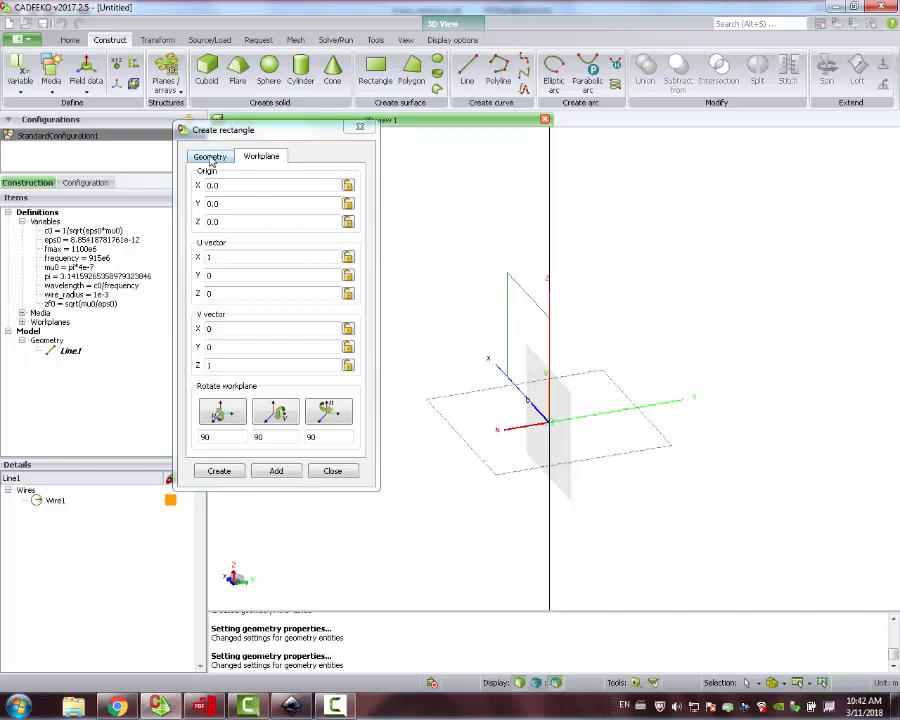 CADFEKO v2017.2.5 - [Untitled]
3D View
Search (Alt+S)...
Home Construct Transform Source/Load Request Mesh Solve/Run Tools View Display options
Variable Media Field data Planes / arrays Cuboid Flare Sphere Cylinder Cone Rectangle Polygon Line Polyline Elliptic arc Parabolic arc Union Subtract from Intersection Split Stitch Spin Loft
Define Structures Create solid Create surface Create curve Create arc Modify Extend
Configurations
StandardConfiguration1
Construction Configuration
Items
Definitions
Variables
c0 = 1/sqrt(eps0*mu0)
eps0 = 8.85418781761e-12
fmax = 1100e6
frequency = 915e6
mu0 = pi*4e-7
pi = 3.14159265358979323846
wavelength = c0/frequency
wire_radius = 1e-3
zf0 = sqrt(mu0/eps0)
Media
Workplanes
Model
Geometry
Line1
Details
Line1
Wires
Wire1
Create rectangle
Geometry Workplane
Origin
X 0.0
Y 0.0
Z 0.0
U vector
X 1
Y 0
Z 0
V vector
X 0
Y 0
Z 1
Rotate workplane
90 90 90
Create Add Close
view 1
Z
X
V
Y
U
N
Z
X
Y
Setting geometry properties...
Changed settings for geometry entities
Setting geometry properties...
Changed settings for geometry entities
Display: Tools: Selection: Unit: m
EN
10:42 AM
3/11/2018